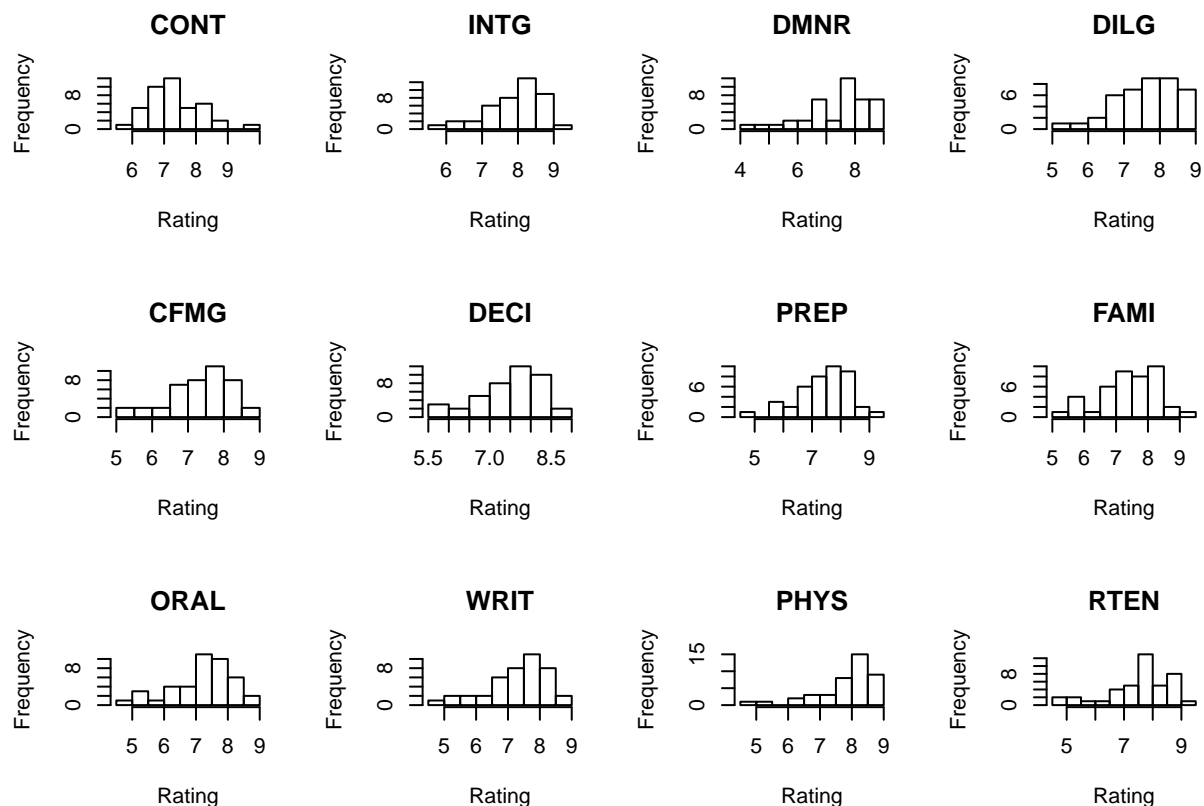 CONT
Frequency
0 8
6 7 8 9
Rating
INTG
Frequency
0 8
6 7 8 9
Rating
DMNR
Frequency
0 8
4 6 8
Rating
DILG
Frequency
0 6
5 6 7 8 9
Rating
CFMG
Frequency
0 8
5 6 7 8 9
Rating
DECI
Frequency
0 8
5.5 7.0 8.5
Rating
PREP
Frequency
0 6
5 7 9
Rating
FAMI
Frequency
0 6
5 6 7 8 9
Rating
ORAL
Frequency
0 8
5 6 7 8 9
Rating
WRIT
Frequency
0 8
5 6 7 8 9
Rating
PHYS
Frequency
0 15
5 6 7 8 9
Rating
RTEN
Frequency
0 8
5 7 9
Rating